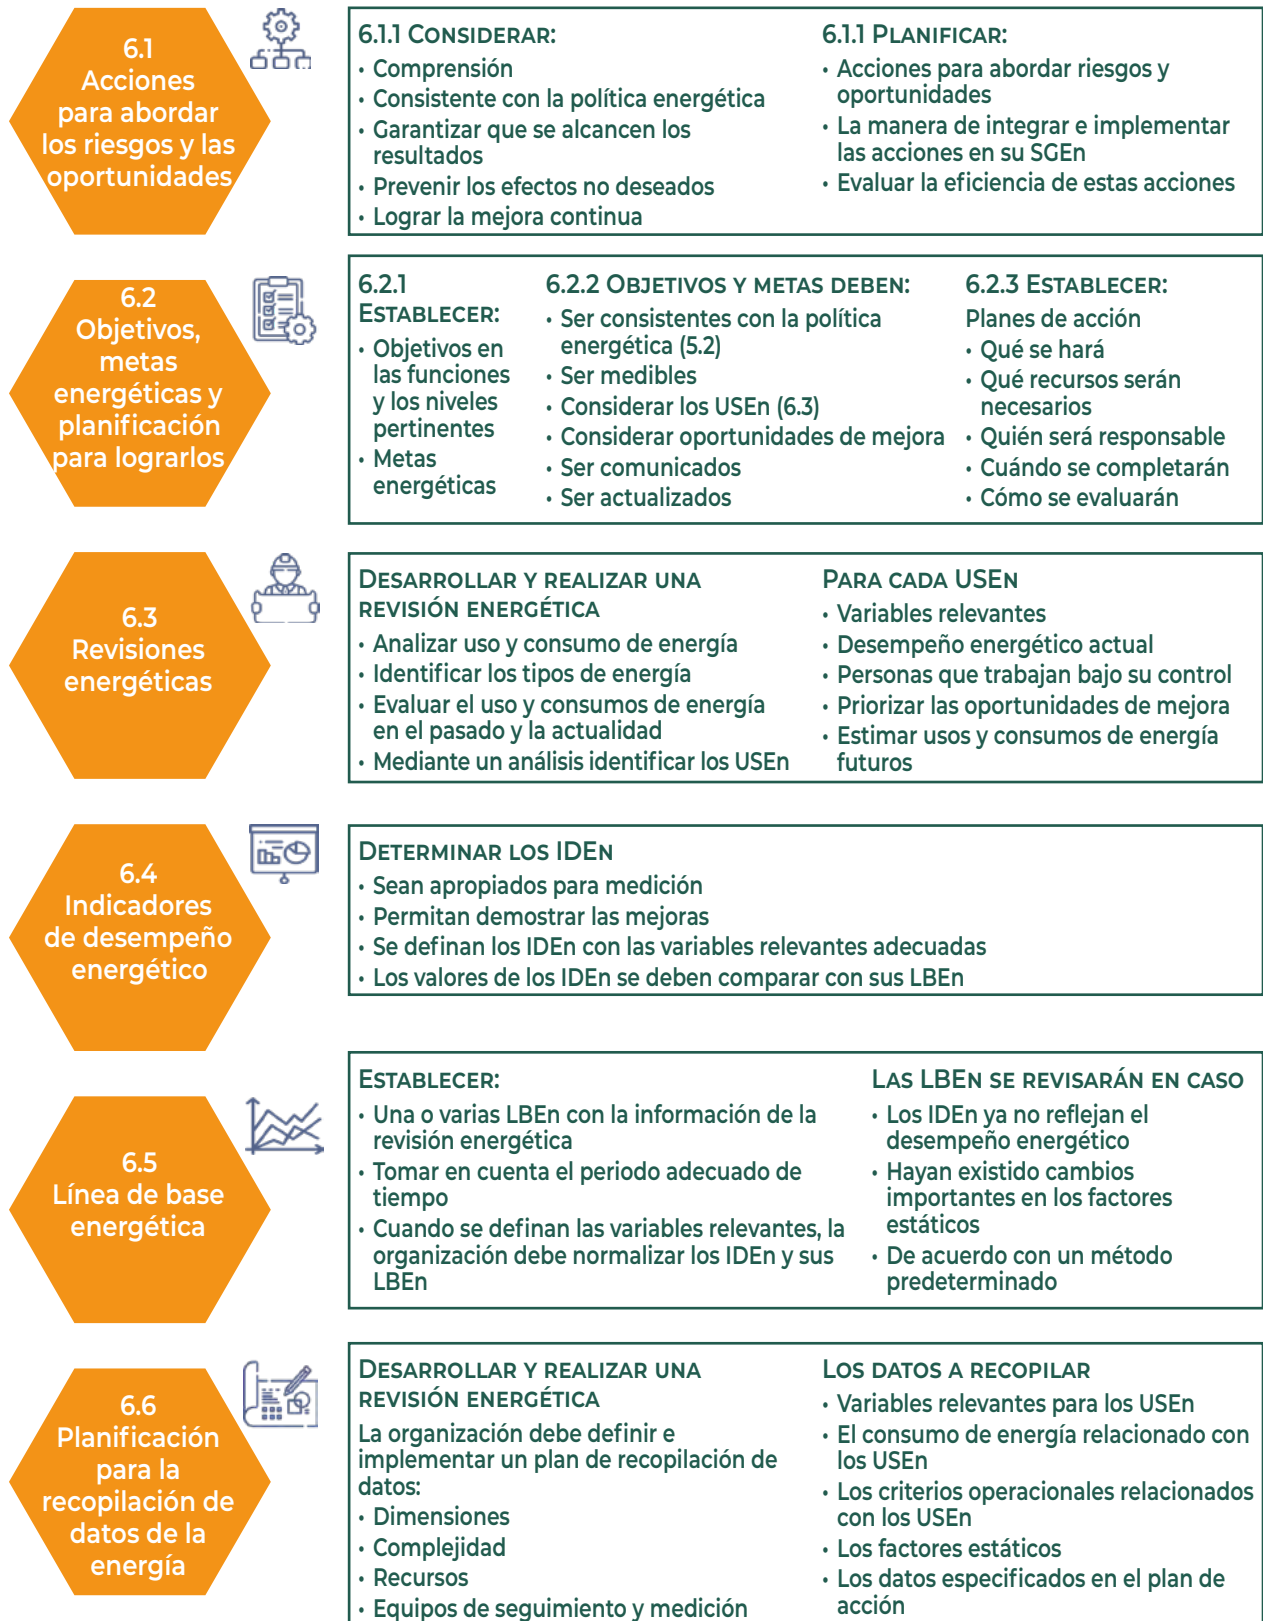 6.1
Acciones
para abordar
los riesgos y las
oportunidades
6.1.1 Considerar:
• Comprensión
• Consistente con la política energética
• Garantizar que se alcancen los
resultados
• Prevenir los efectos no deseados
• Lograr la mejora continua
6.1.1 Planificar:
• Acciones para abordar riesgos y
oportunidades
• La manera de integrar e implementar
las acciones en su SGEn
• Evaluar la eficiencia de estas acciones
6.2
Objetivos,
metas
energéticas y
planificación
para lograrlos
6.2.1
Establecer:
• Objetivos en
las funciones
y los niveles
pertinentes
• Metas
energéticas
6.2.2 Objetivos y metas deben:
• Ser consistentes con la política
energética (5.2)
• Ser medibles
• Considerar los USEn (6.3)
• Considerar oportunidades de mejora
• Ser comunicados
• Ser actualizados
6.2.3 Establecer:
Planes de acción
• Qué se hará
• Qué recursos serán
necesarios
• Quién será responsable
• Cuándo se completarán
• Cómo se evaluarán
6.3
Revisiones
energéticas
Desarrollar y realizar una
revisión energética
• Analizar uso y consumo de energía
• Identificar los tipos de energía
• Evaluar el uso y consumos de energía
en el pasado y la actualidad
• Mediante un análisis identificar los USEn
Para cada USEn
• Variables relevantes
• Desempeño energético actual
• Personas que trabajan bajo su control
• Priorizar las oportunidades de mejora
• Estimar usos y consumos de energía
futuros
6.4
Indicadores
de desempeño
energético
Determinar los IDEn
• Sean apropiados para medición
• Permitan demostrar las mejoras
• Se definan los IDEn con las variables relevantes adecuadas
• Los valores de los IDEn se deben comparar con sus LBEn
6.5
Línea de base
energética
Establecer:
• Una o varias LBEn con la información de la
revisión energética
• Tomar en cuenta el periodo adecuado de
tiempo
• Cuando se definan las variables relevantes, la
organización debe normalizar los IDEn y sus
LBEn
Las LBEn se revisarán en caso
• Los IDEn ya no reflejan el
desempeño energético
• Hayan existido cambios
importantes en los factores
estáticos
• De acuerdo con un método
predeterminado
6.6
Planificación
para la
recopilación de
datos de la
energía
Desarrollar y realizar una
revisión energética
La organización debe definir e
implementar un plan de recopilación de
datos:
• Dimensiones
• Complejidad
• Recursos
• Equipos de seguimiento y medición
Los datos a recopilar
• Variables relevantes para los USEn
• El consumo de energía relacionado con
los USEn
• Los criterios operacionales relacionados
con los USEn
• Los factores estáticos
• Los datos especificados en el plan de
acción